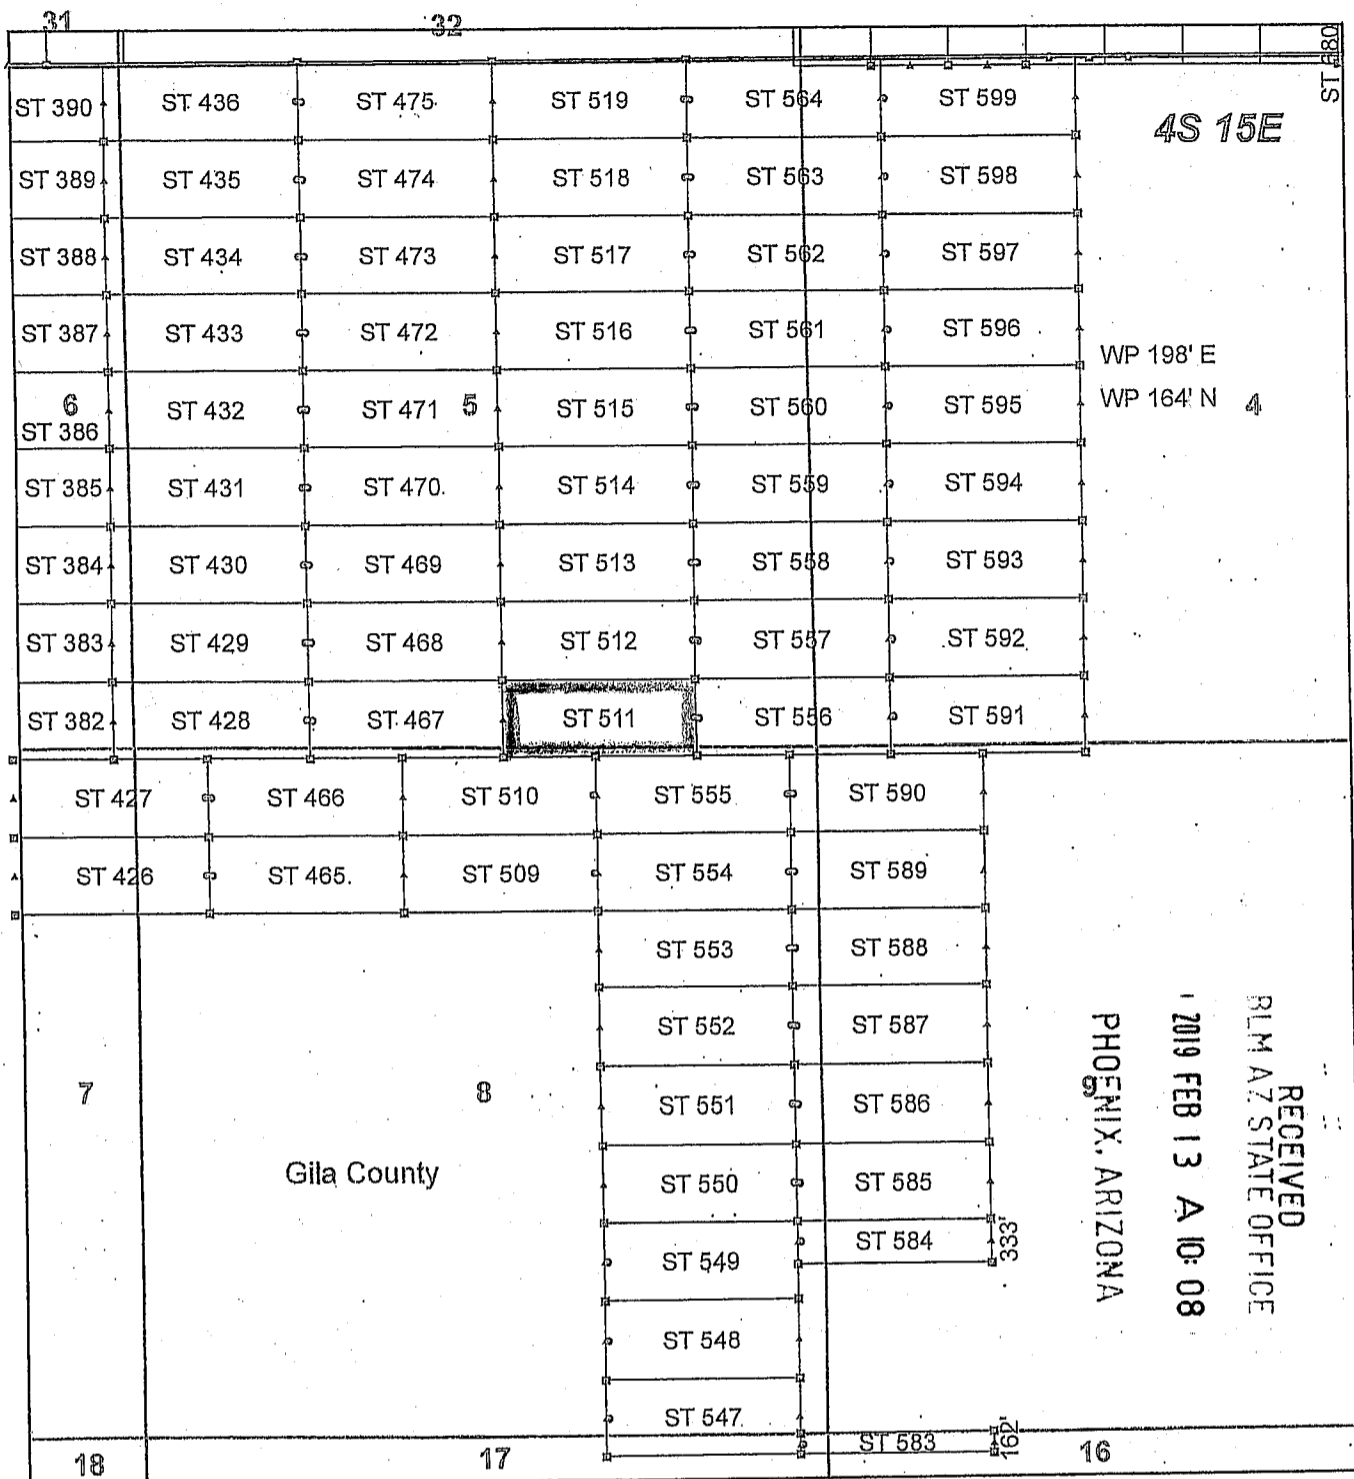 31 32
ST 680
ST 390 ST 436 ST 475 ST 519 ST 564 ST 599
4S 15E
ST 389 ST 435 ST 474 ST 518 ST 563 ST 598
ST 388 ST 434 ST 473 ST 517 ST 562 ST 597
ST 387 ST 433 ST 472 ST 516 ST 561 ST 596
WP 198' E
6 ST 432 ST 471 5 ST 515 ST 560 ST 595 WP 164' N 4
ST 386
ST 385 ST 431 ST 470 ST 514 ST 559 ST 594
ST 384 ST 430 ST 469 ST 513 ST 558 ST 593
ST 383 ST 429 ST 468 ST 512 ST 557 ST 592
ST 382 ST 428 ST 467 ST 511 ST 556 ST 591
ST 427 ST 466 ST 510 ST 555 ST 590
ST 426 ST 465 ST 509 ST 554 ST 589
ST 553 ST 588
ST 552 ST 587
7 8 ST 551 ST 586 9
Gila County ST 550 ST 585
ST 584 333'
ST 549
ST 548
ST 547
ST 583 162'
18 17 16
RECEIVED
BLM AZ STATE OFFICE
2019 FEB 13 A 10: 08
PHOENIX, ARIZONA